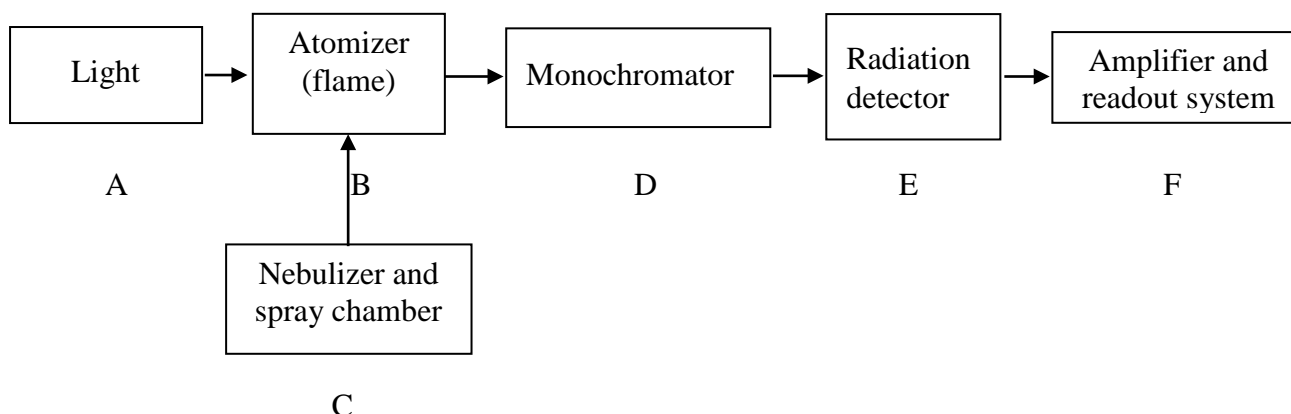 Light
Atomizer
(flame)
Monochromator
Radiation
detector
Amplifier and
readout system
A
B
D
E
F
Nebulizer and
spray chamber
C